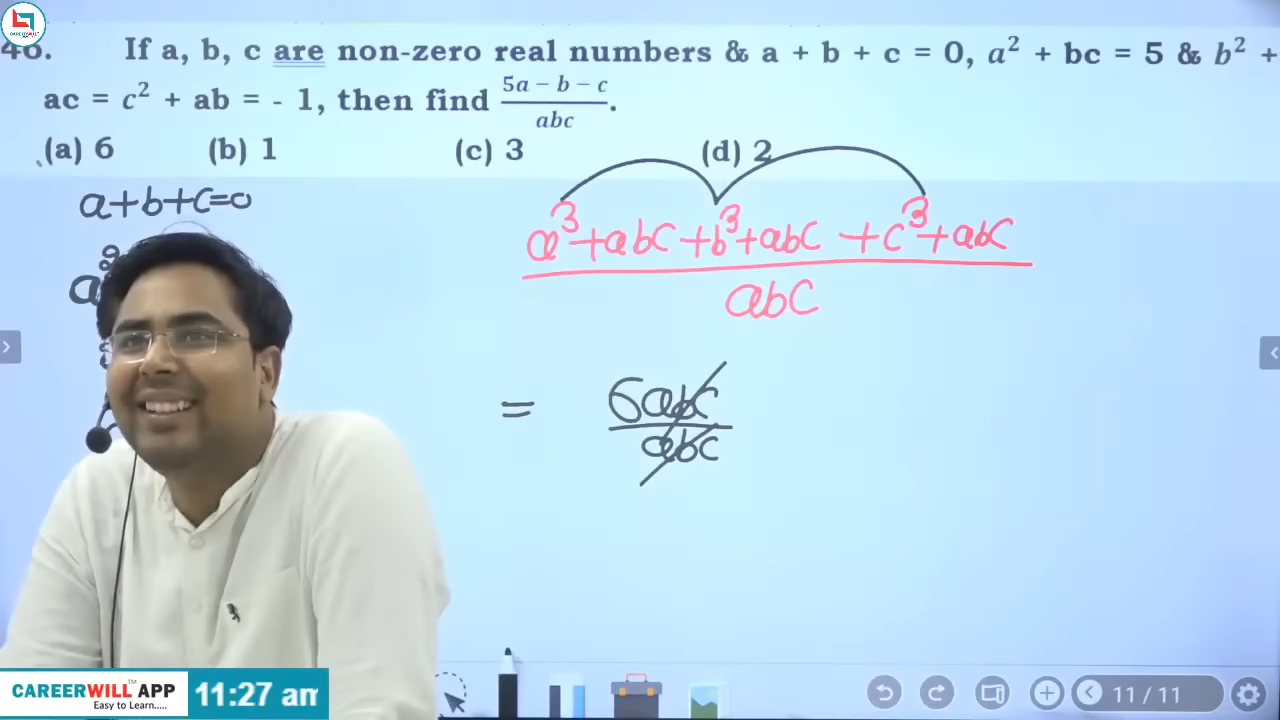 CAREERWILL
46. If a, b, c are non-zero real numbers & a + b + c = 0, a² + bc = 5 & b² +
ac = c² + ab = - 1, then find (5a − b − c)/abc.
(a) 6 (b) 1 (c) 3 (d) 2
a+b+c=0
a³+abc+b³+abc+c³+abc
abc
= 6abc
abc
CAREERWILL APP
Easy to Learn.....
11:27 am
11 / 11